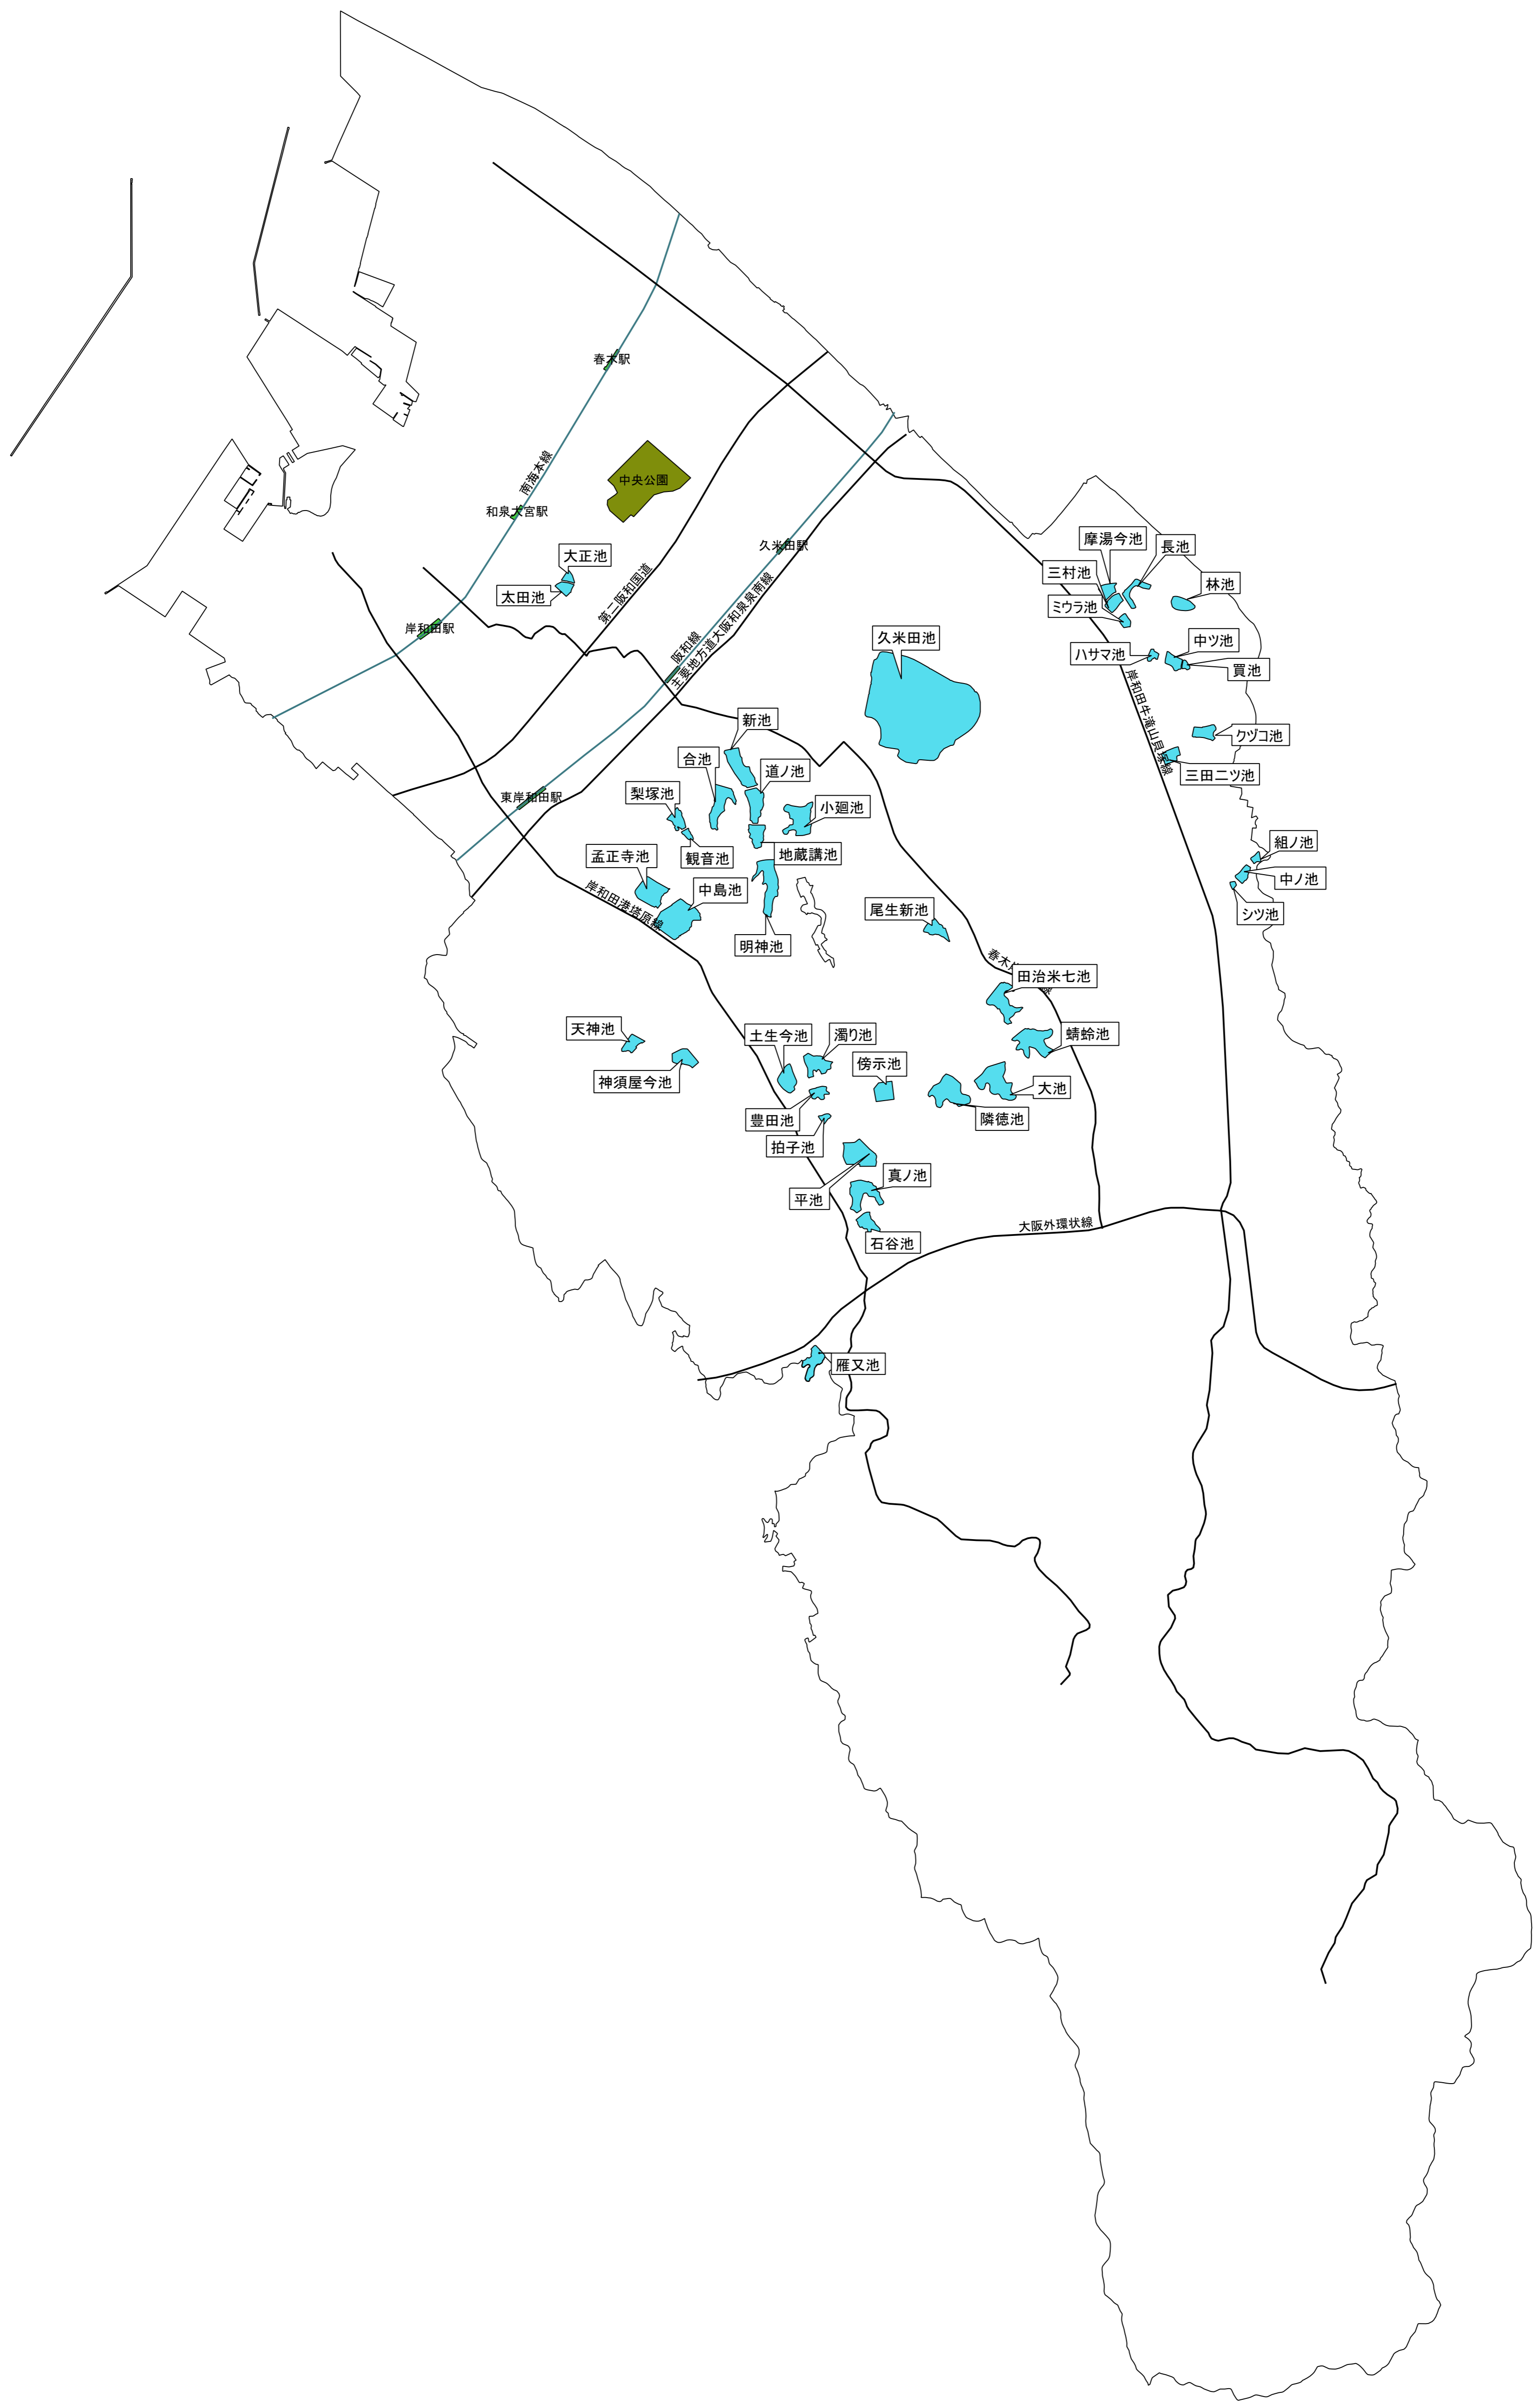 春木駅
南海本線
中央公園
和泉大宮駅
大正池
太田池
第二阪和国道
久米田駅
摩湯今池
長池
三村池
林池
ミウラ池
岸和田駅
阪和線
主要地方道大阪和泉泉南線
久米田池
中ツ池
ハサマ池
買池
岸和田牛滝山貝塚線
新池
クヅコ池
合池
道ノ池
三田二ツ池
東岸和田駅
梨塚池
小廻池
組ノ池
孟正寺池
観音池
地蔵講池
中ノ池
中島池
岸和田港塔原線
尾生新池
シツ池
明神池
春木
線
田治米七池
天神池
土生今池
濁り池
蜻蛉池
傍示池
神須屋今池
大池
豊田池
隣徳池
拍子池
真ノ池
平池
大阪外環状線
石谷池
雁又池